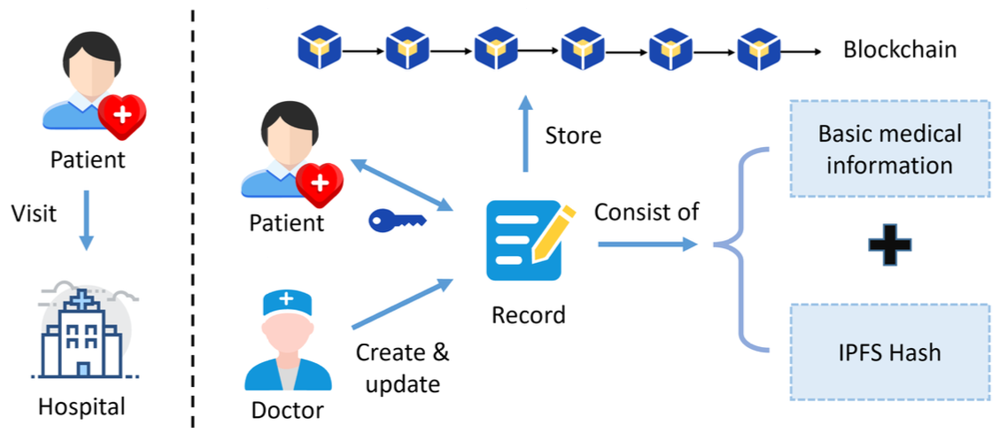 Patient
Visit
Hospital
Blockchain
Store
Patient
Doctor
Create &
update
Record
Consist of
Basic medical
information
IPFS Hash